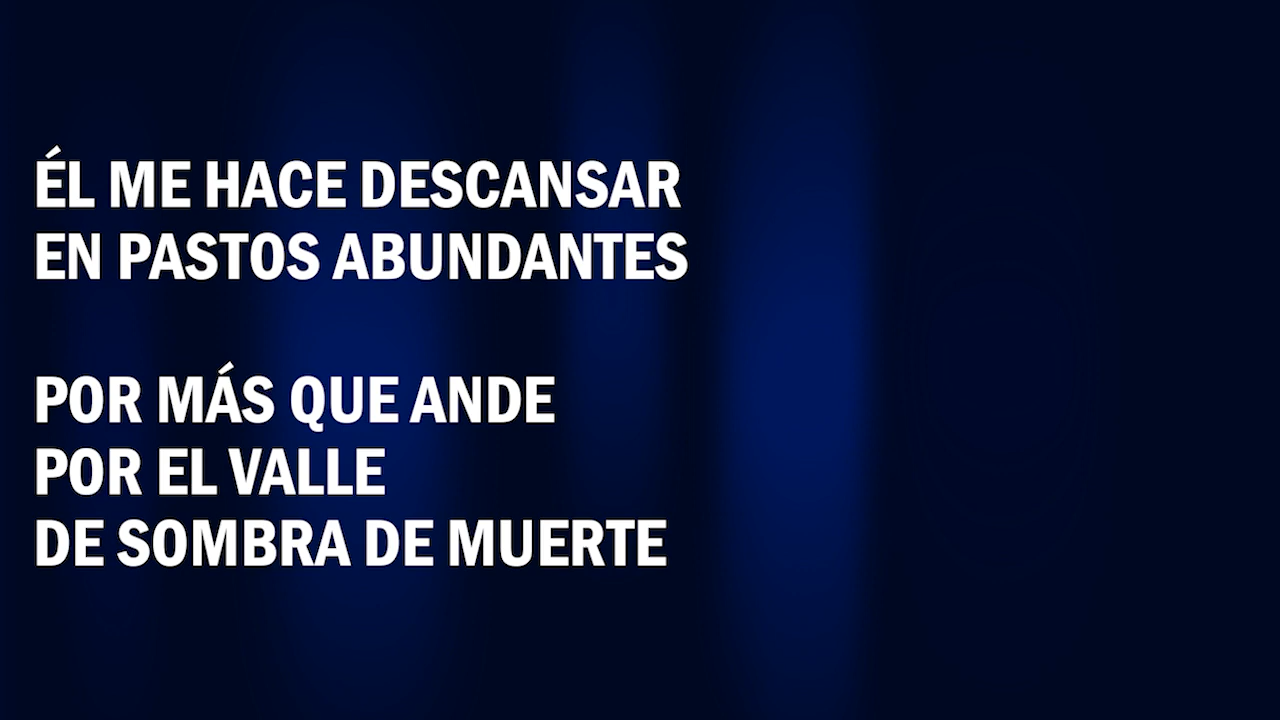 ÉL ME HACE DESCANSAR
EN PASTOS ABUNDANTES
POR MÁS QUE ANDE
POR EL VALLE
DE SOMBRA DE MUERTE